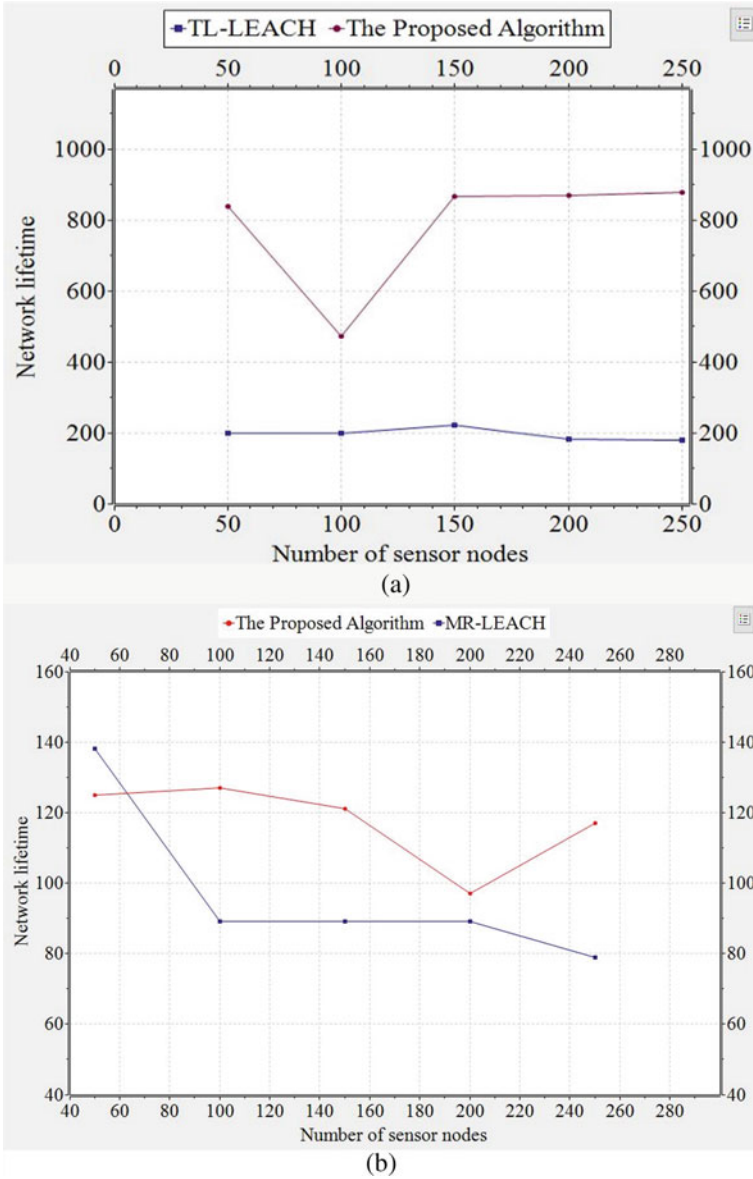 TL-LEACH The Proposed Algorithm
0 50 100 150 200 250
1000 1000
800 800
600 600
400 400
200 200
0 0
Network lifetime
0 50 100 150 200 250
Number of sensor nodes
(a)
The Proposed Algorithm MR-LEACH
40 60 80 100 120 140 160 180 200 220 240 260 280
160 160
140 140
120 120
100 100
80 80
60 60
40 40
Network lifetime
40 60 80 100 120 140 160 180 200 220 240 260 280
Number of sensor nodes
(b)